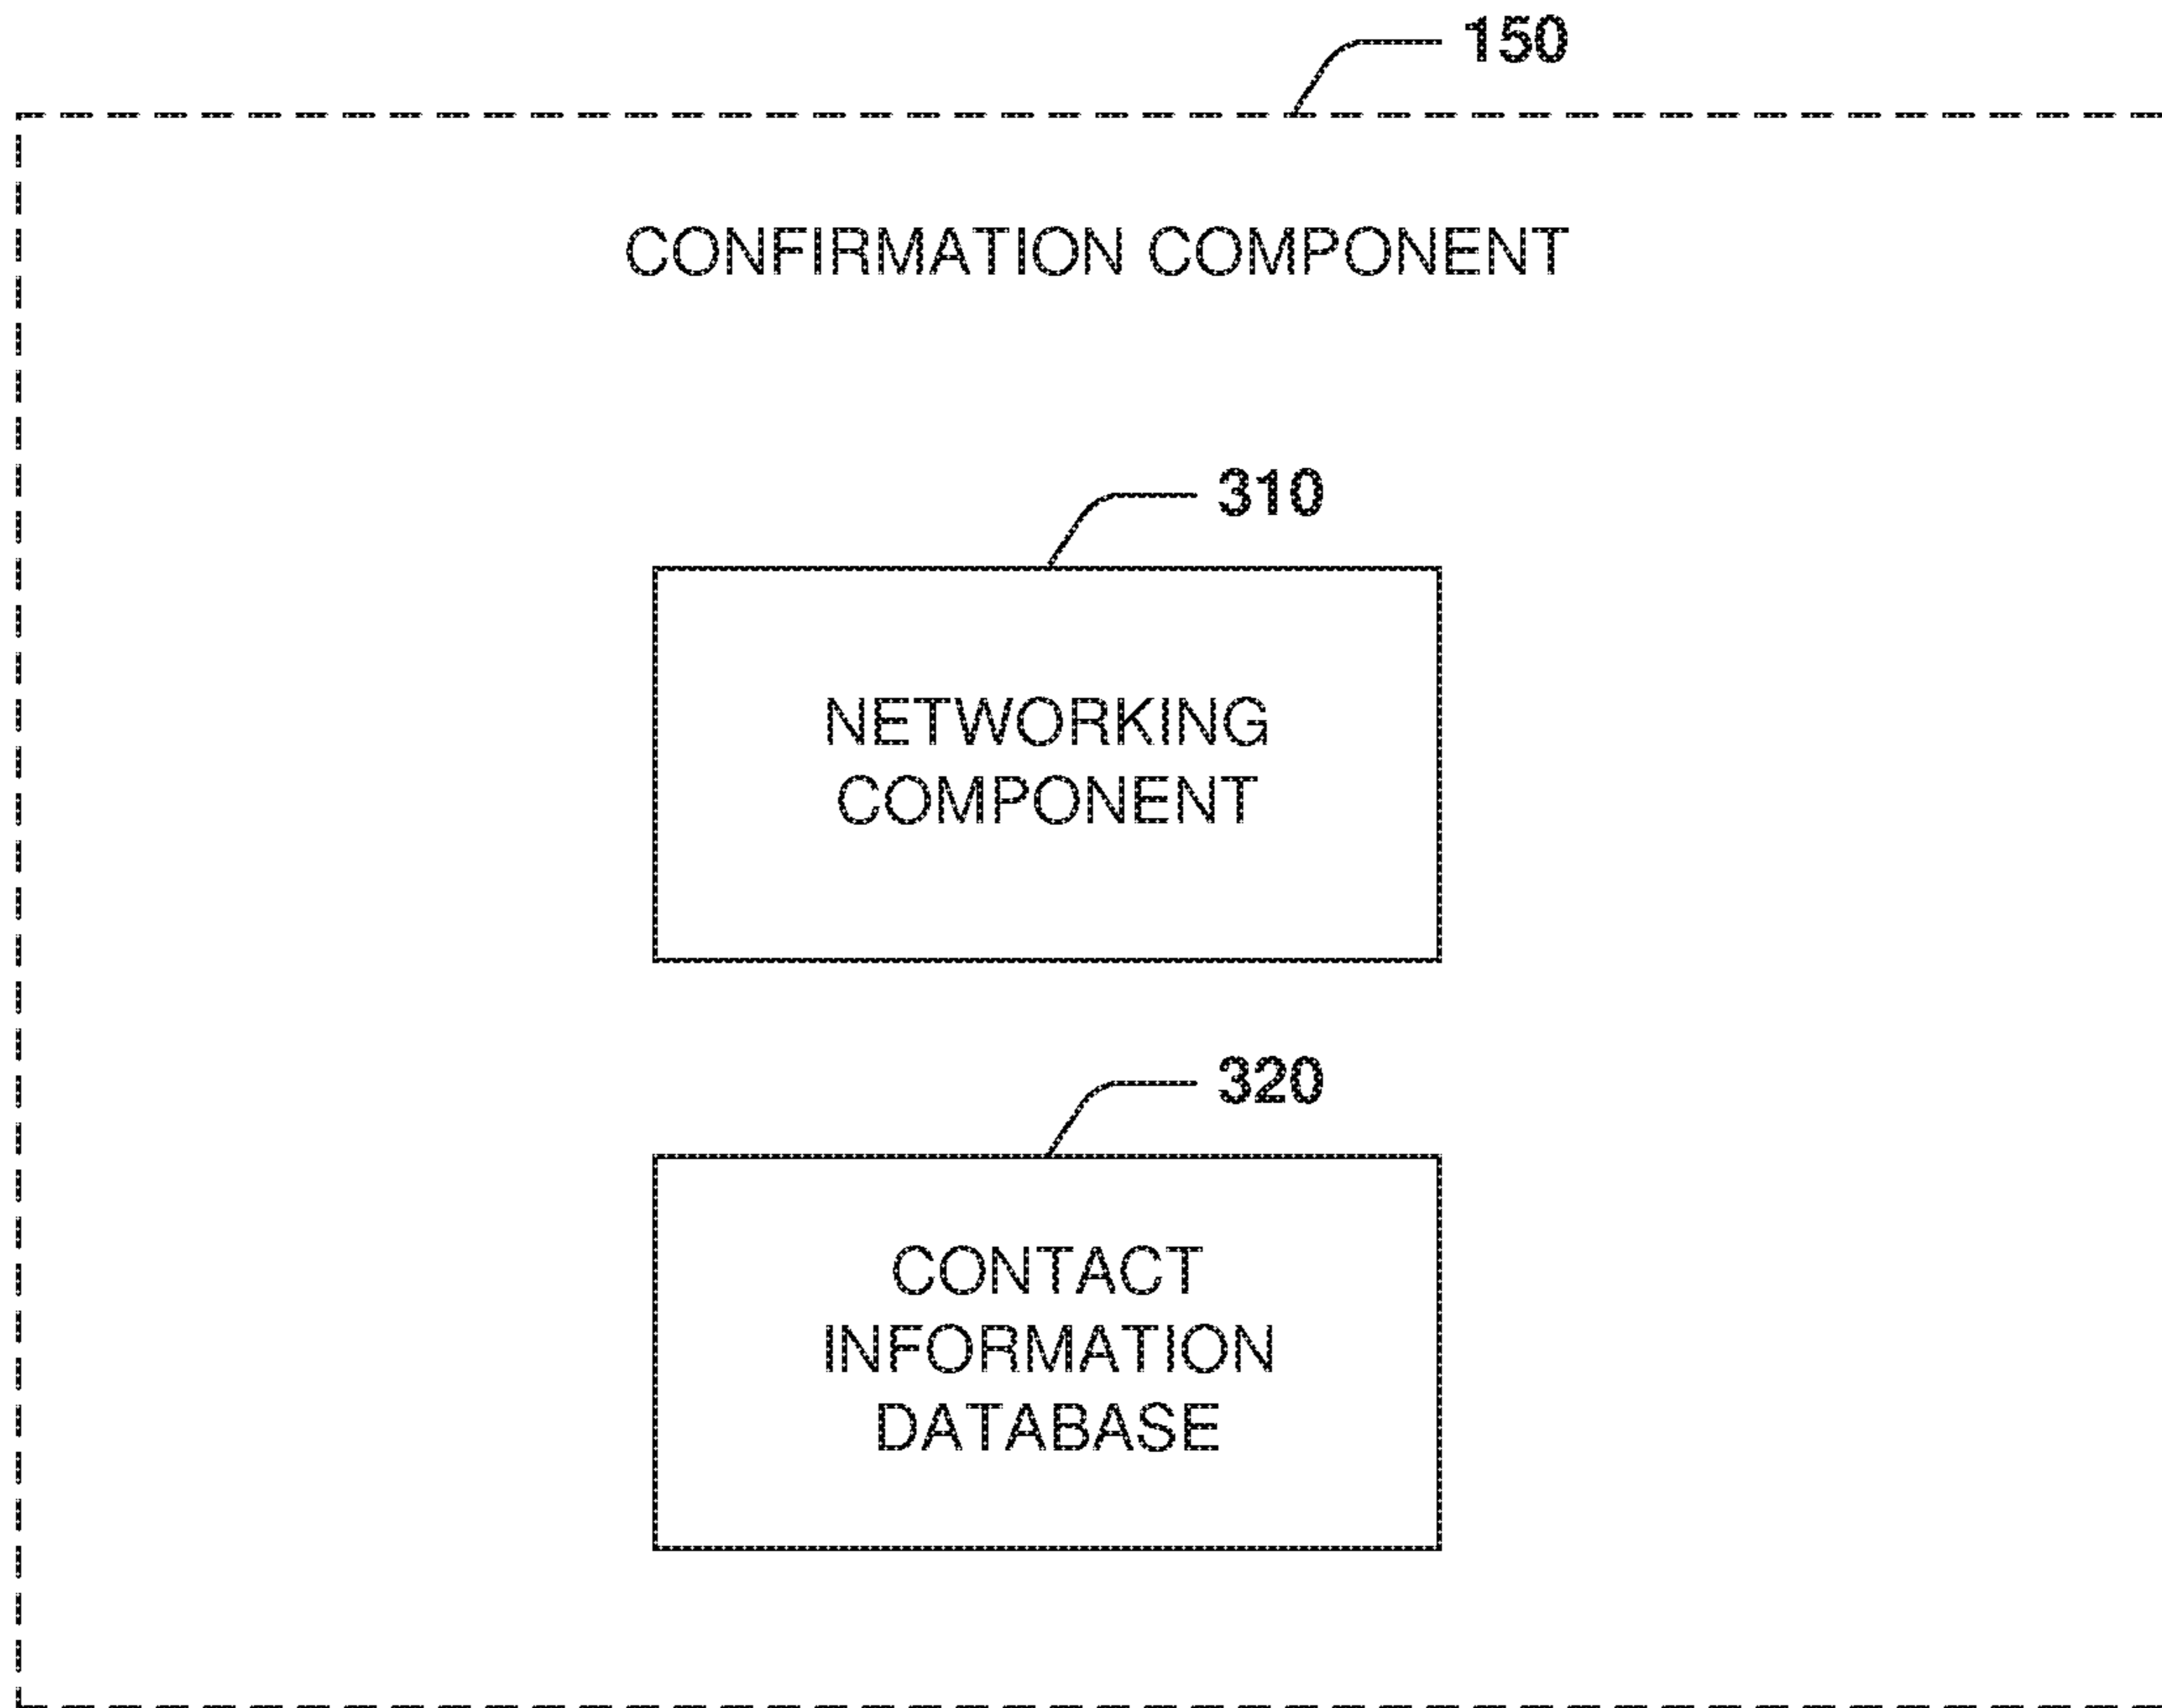 150
CONFIRMATION COMPONENT
310
NETWORKING
COMPONENT
320
CONTACT
INFORMATION
DATABASE